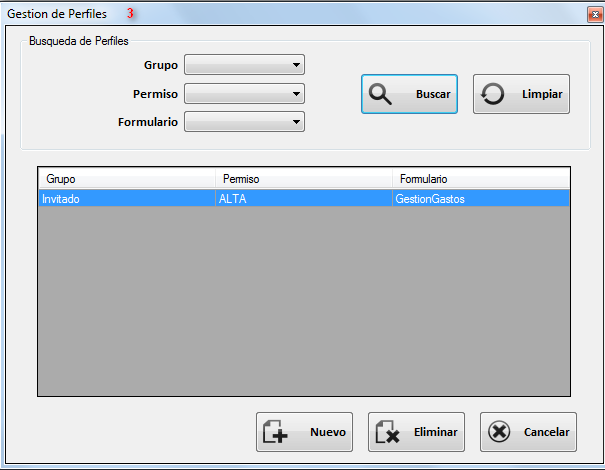 Gestion de Perfiles 3
Busqueda de Perfiles
Grupo
Permiso
Formulario
Buscar
Limpiar
Grupo Permiso Formulario
Invitado ALTA GestionGastos
Nuevo Eliminar Cancelar